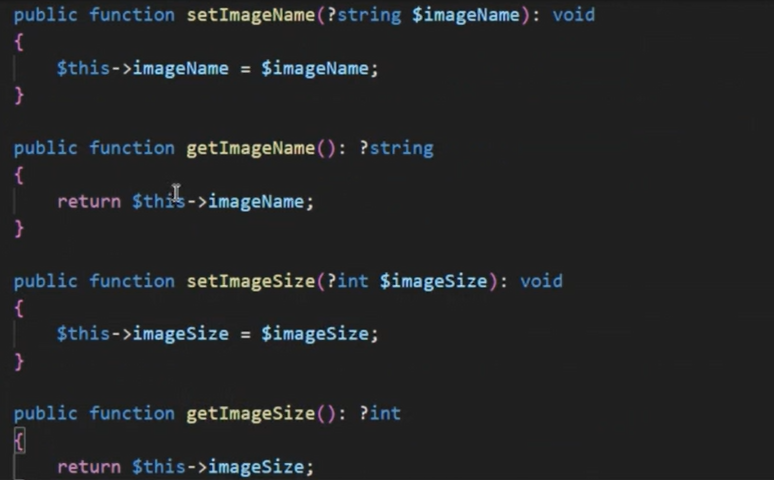 public function setImageName(?string $imageName): void
{
    $this->imageName = $imageName;
}
public function getImageName(): ?string
{
    return $this->imageName;
}
public function setImageSize(?int $imageSize): void
{
    $this->imageSize = $imageSize;
}
public function getImageSize(): ?int
{
    return $this->imageSize;